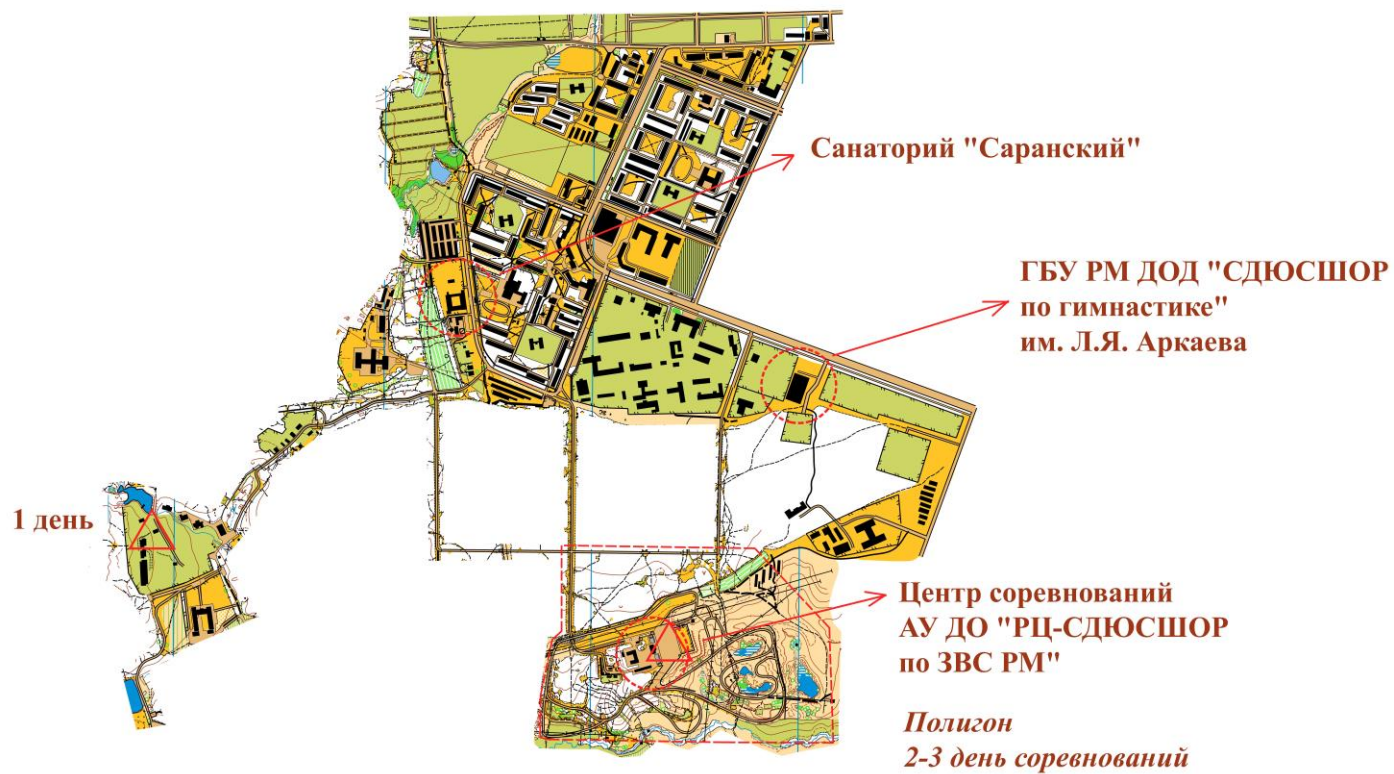 Санаторий "Саранский"
ГБУ РМ ДОД "СДЮСШОР
по гимнастике"
им. Л.Я. Аркаева
1 день
Центр соревнований
АУ ДО "РЦ-СДЮСШОР
по ЗВС РМ"
Полигон
2-3 день соревнований